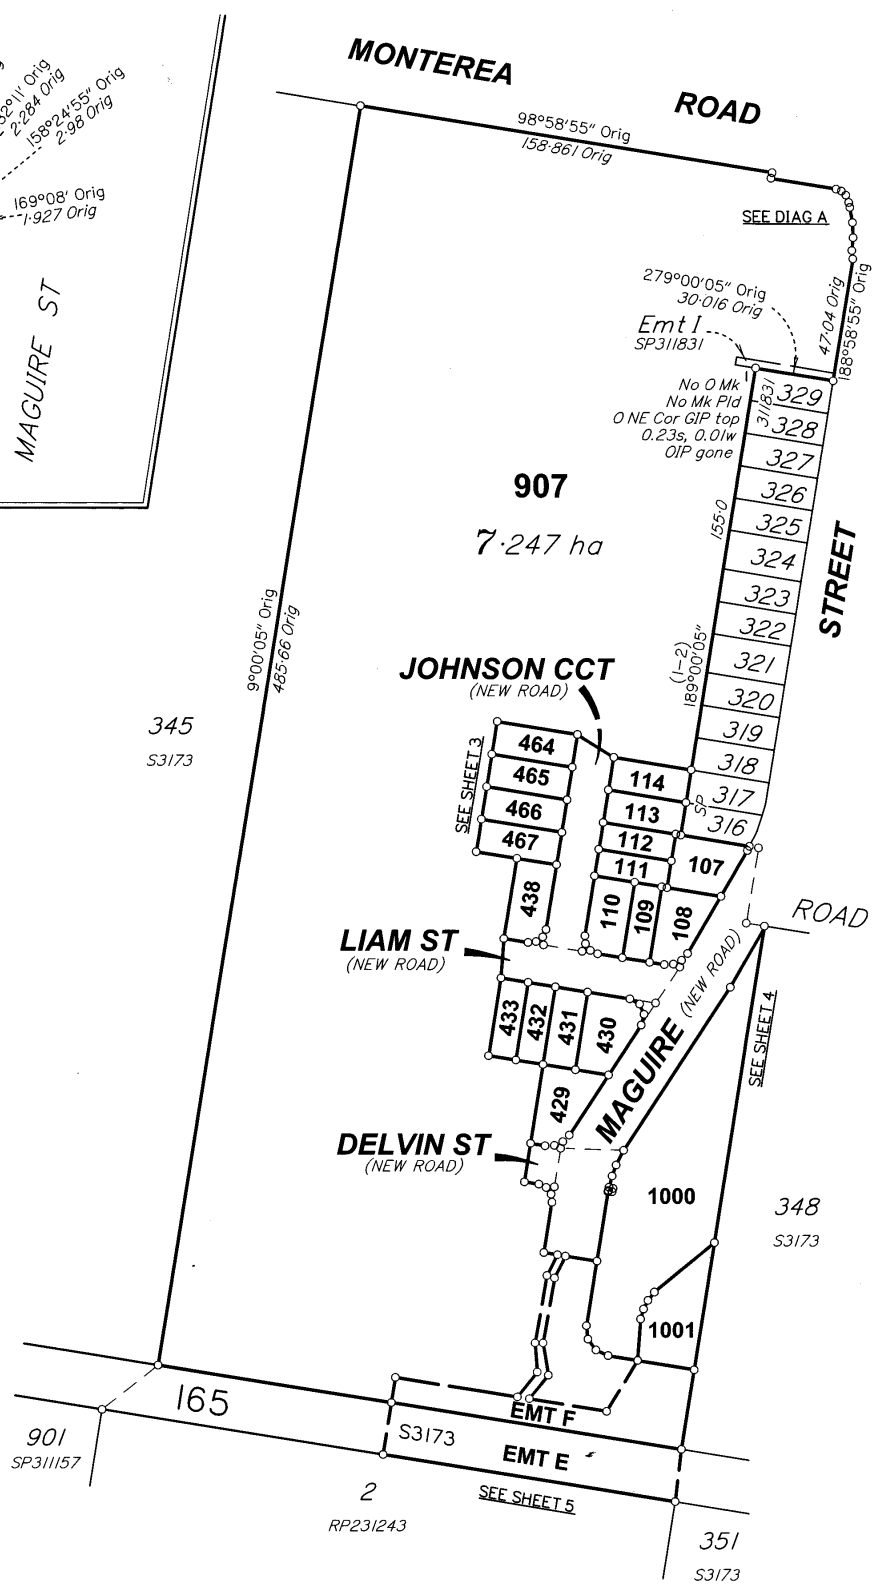 2·284 Orig
158°24'55" Orig
2·98 Orig
169°08' Orig
1·927 Orig
MAGUIRE ST
MONTEREA ROAD
98°58'55" Orig
158·861 Orig
SEE DIAG A
279°00'05" Orig
30·016 Orig
47·04 Orig
188°58'55" Orig
Emt I
SP311831
No O Mk
No Mk Pld
O NE Cor GIP top
0.23s, 0.01w
OIP gone
311831
329
328
327
326
325
324
323
322
321
320
319
318
317
316
SP
STREET
907
7·247 ha
155·0
(1-2)
189°00'05"
9°00'05" Orig
485·66 Orig
345
S3173
JOHNSON CCT
(NEW ROAD)
SEE SHEET 3
464
465
466
467
438
114
113
112
111
110
109
108
107
ROAD
LIAM ST
(NEW ROAD)
433
432
431
430
429
MAGUIRE (NEW ROAD)
SEE SHEET 4
DELVIN ST
(NEW ROAD)
1000
348
S3173
1001
165
EMT F
S3173
EMT E
901
SP311157
2
RP231243
SEE SHEET 5
351
S3173